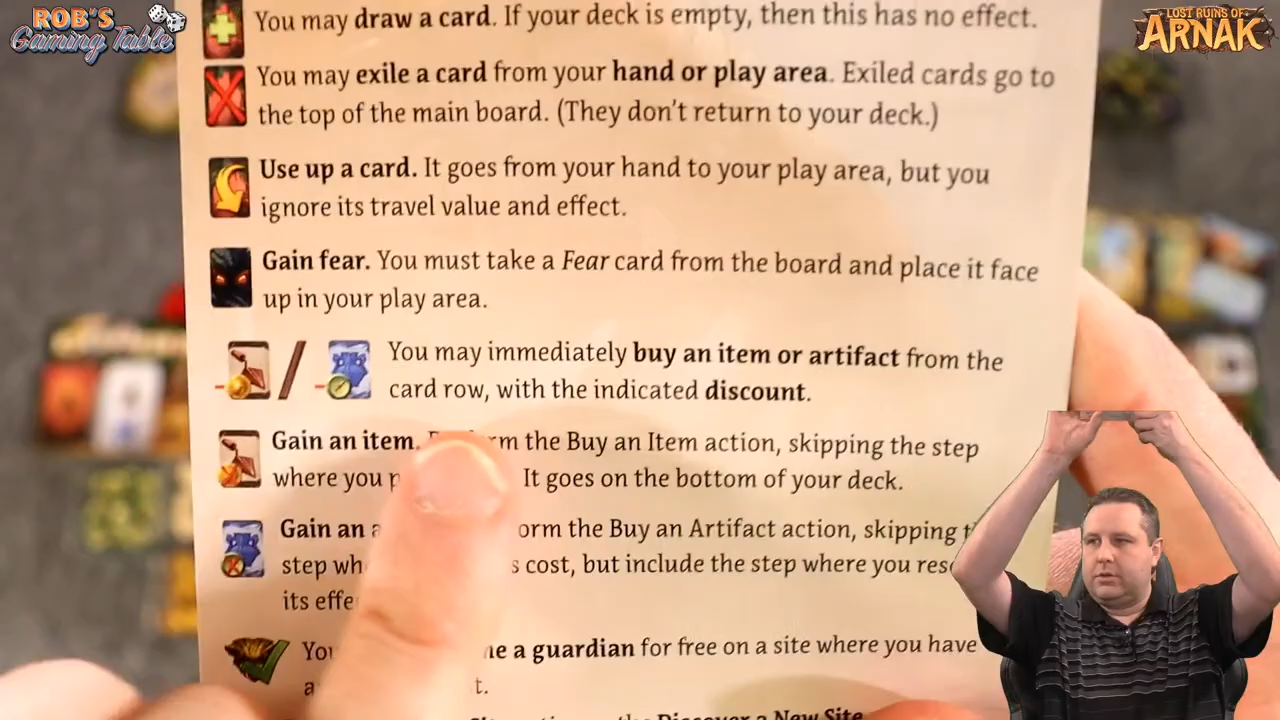 ROB'S
Gaming Table
LOST RUINS OF
ARNAK
You may draw a card. If your deck is empty, then this has no effect.
You may exile a card from your hand or play area. Exiled cards go to
the top of the main board. (They don't return to your deck.)
Use up a card. It goes from your hand to your play area, but you
ignore its travel value and effect.
Gain fear. You must take a Fear card from the board and place it face
up in your play area.
You may immediately buy an item or artifact from the
card row, with the indicated discount.
Gain an item. the Buy an Item action, skipping the step
where you It goes on the bottom of your deck.
Gain an the Buy an Artifact action, skipping
step cost, but include the step where you
its
a guardian for free on a site where you have
Discover a New Site